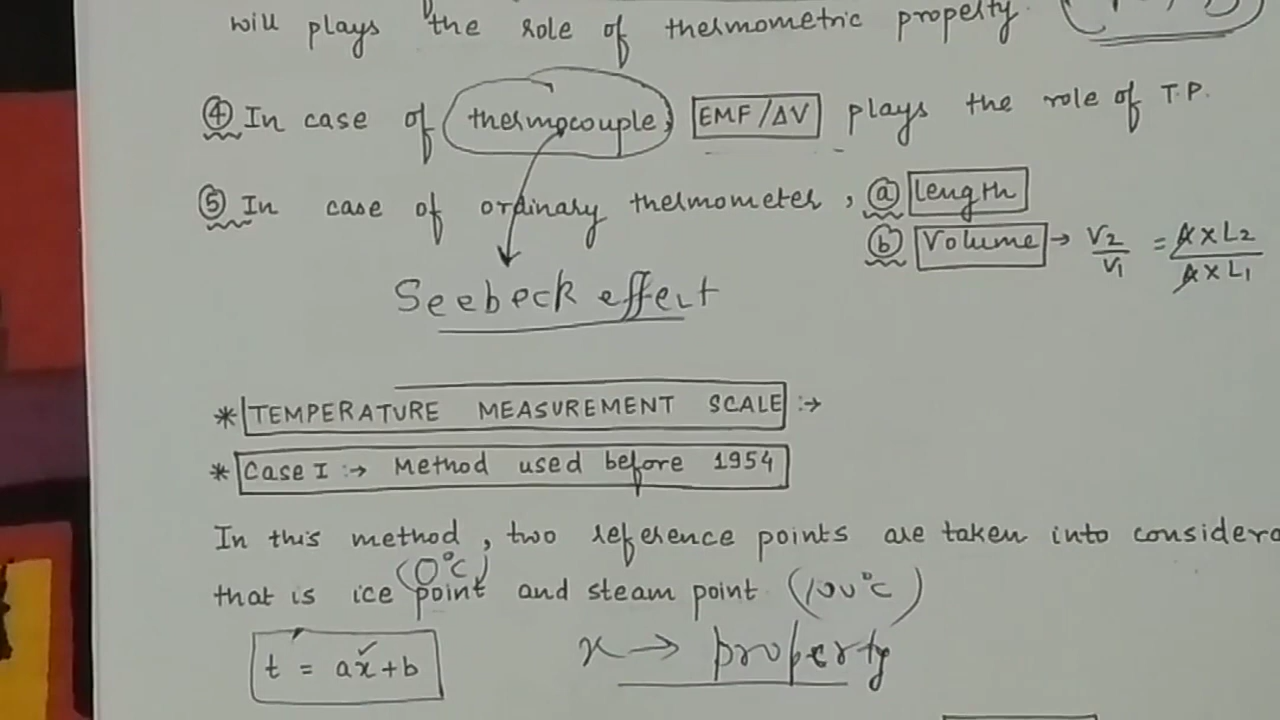 will plays the role of thermometric property.
④ In case of thermocouple, EMF/ΔV plays the role of T.P.
⑤ In case of ordinary thermometer, ⓐ Length
ⓑ Volume → V2/V1 = A×L2/A×L1
Seebeck effect
* TEMPERATURE MEASUREMENT SCALE :→
* Case I :→ Method used before 1954
In this method, two reference points are taken into considera
(0°C)
that is ice point and steam point (100°C)
t = ax+b
x → property